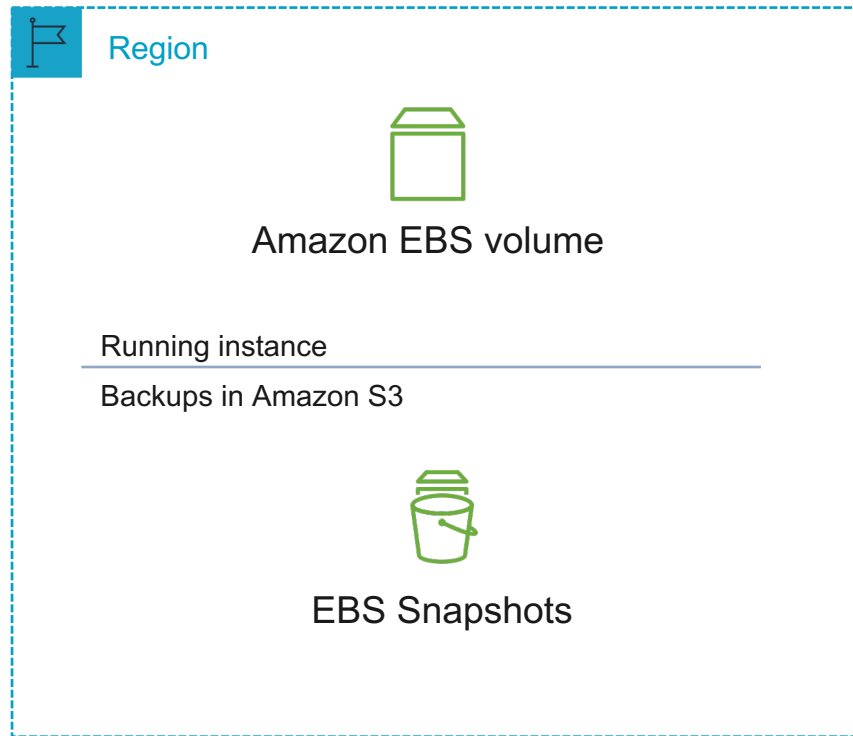 Region
Amazon EBS volume
Running instance
Backups in Amazon S3
EBS Snapshots